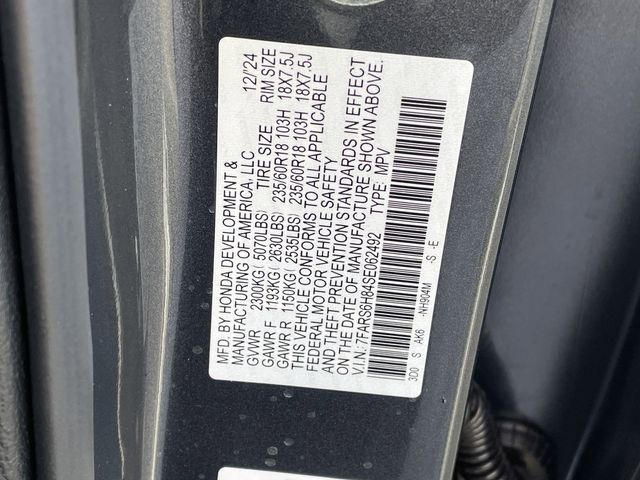 MFD. BY HONDA DEVELOPMENT & 12/'24
MANUFACTURING OF AMERICA, LLC
TIRE SIZE RIM SIZE
GVWR 2300KG(5070LBS)
GAWR F 1193KG(2630LBS) 235/60R18 103H 18X7.5J
GAWR R 1150KG(2535LBS) 235/60R18 103H 18X7.5J
THIS VEHICLE CONFORMS TO ALL APPLICABLE
FEDERAL MOTOR VEHICLE SAFETY
AND THEFT PREVENTION STANDARDS IN EFFECT
ON THE DATE OF MANUFACTURE SHOWN ABOVE.
V.I.N.: 7FARS6H84SE062492 TYPE: MPV
3D0 S AK6 -NH904M -S -E